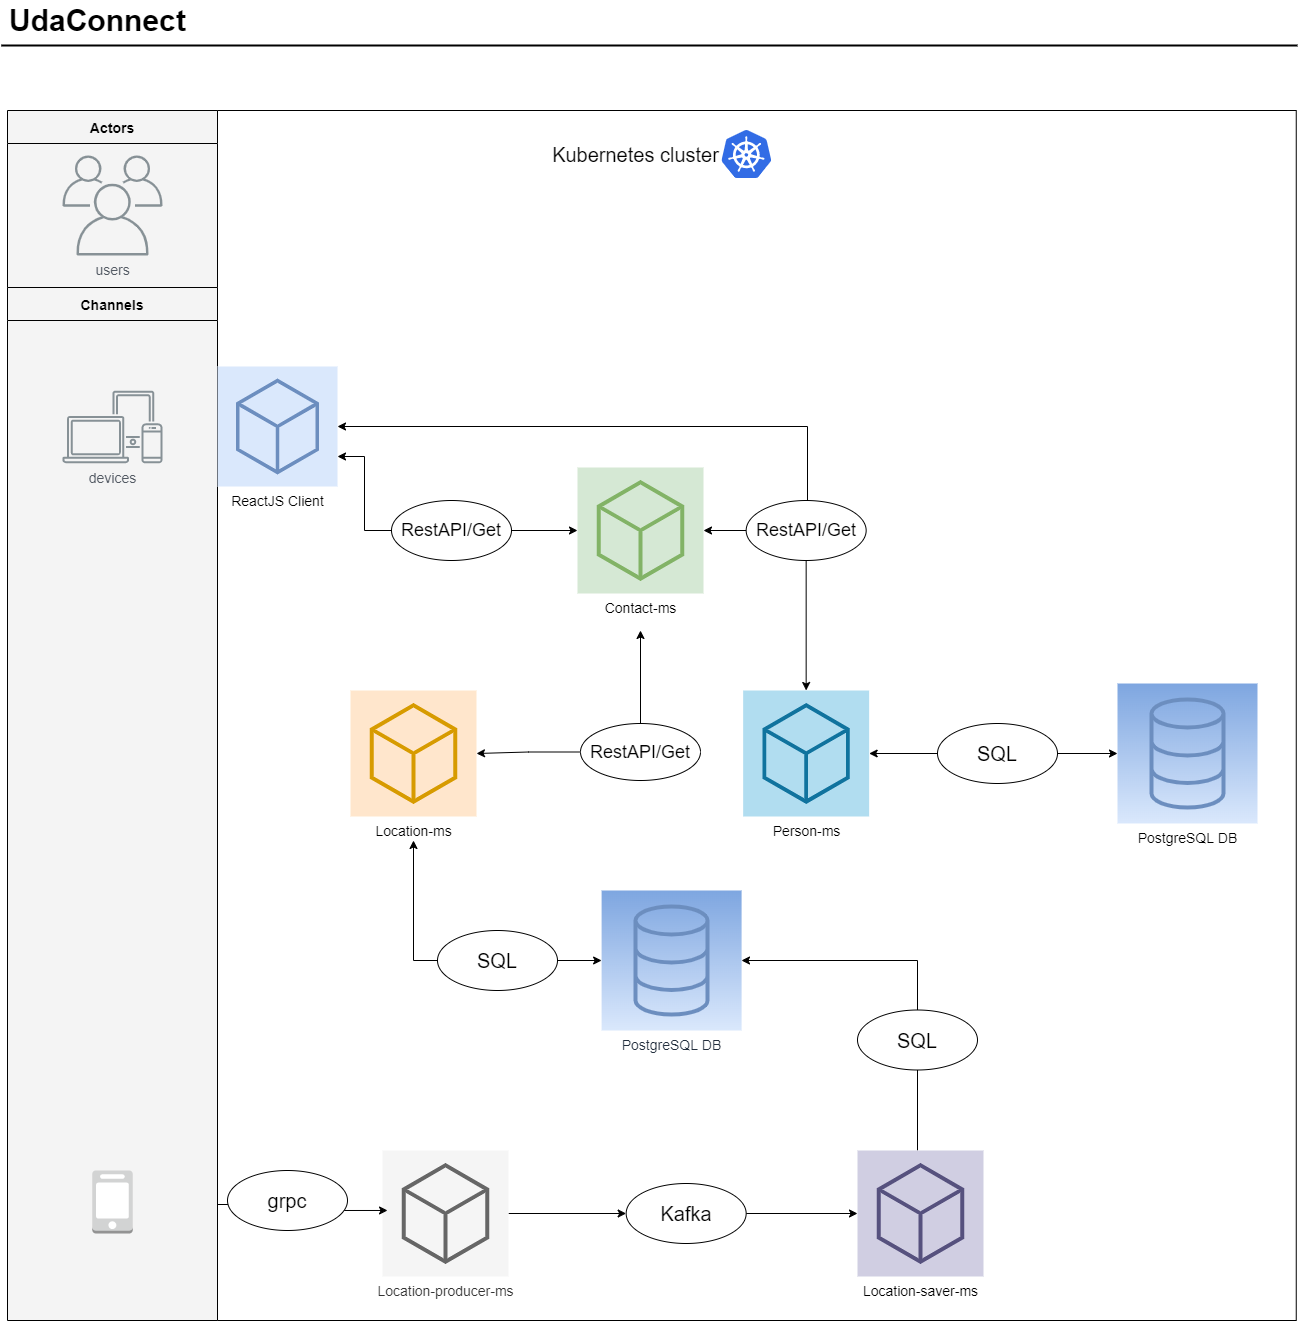 UdaConnect
Actors
Kubernetes cluster
users
Channels
devices
ReactJS Client
RestAPI/Get
RestAPI/Get
Contact-ms
RestAPI/Get
SQL
Location-ms
Person-ms
PostgreSQL DB
SQL
PostgreSQL DB
SQL
grpc
Kafka
Location-producer-ms
Location-saver-ms